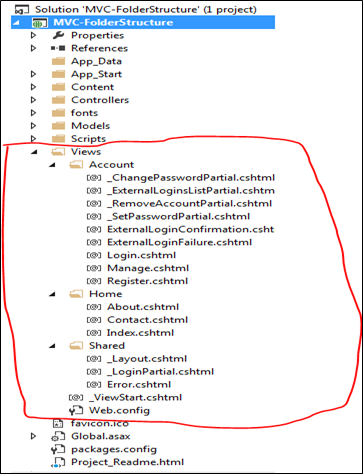 Solution 'MVC-FolderStructure' (1 project)
MVC-FolderStructure
Properties
References
App_Data
App_Start
Content
Controllers
fonts
Models
Scripts
Views
Account
_ChangePasswordPartial.cshtml
_ExternalLoginsListPartial.cshtm
_RemoveAccountPartial.cshtml
_SetPasswordPartial.cshtml
ExternalLoginConfirmation.csht
ExternalLoginFailure.cshtml
Login.cshtml
Manage.cshtml
Register.cshtml
Home
About.cshtml
Contact.cshtml
Index.cshtml
Shared
_Layout.cshtml
_LoginPartial.cshtml
Error.cshtml
_ViewStart.cshtml
Web.config
favicon.ico
Global.asax
packages.config
Project_Readme.html